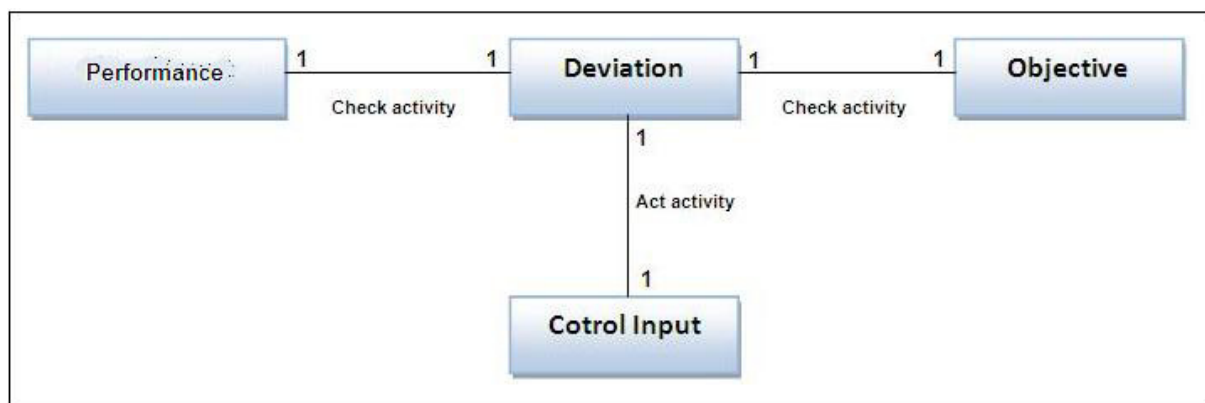 Performance
1
1
Check activity
Deviation
1
1
Check activity
Objective
1
Act activity
1
Cotrol Input